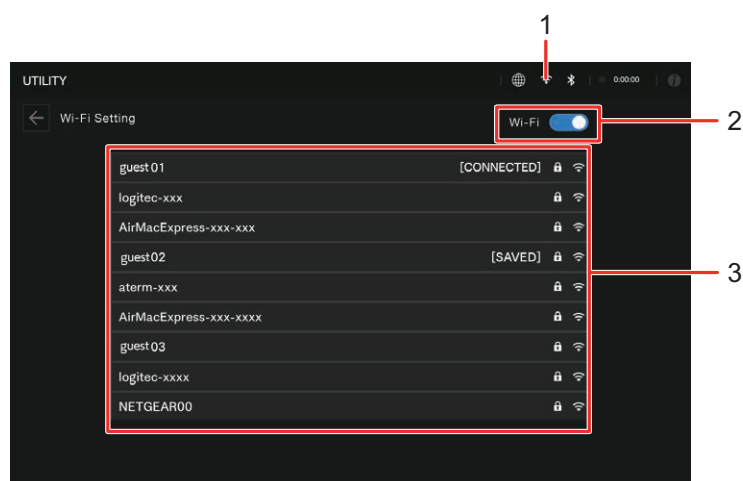 1
UTILITY 0:00:00
Wi-Fi Setting Wi-Fi 2
guest01 [CONNECTED]
logitec-xxx
AirMacExpress-xxx-xxx
guest02 [SAVED]
3
aterm-xxx
AirMacExpress-xxx-xxxx
guest03
logitec-xxxx
NETGEAR00